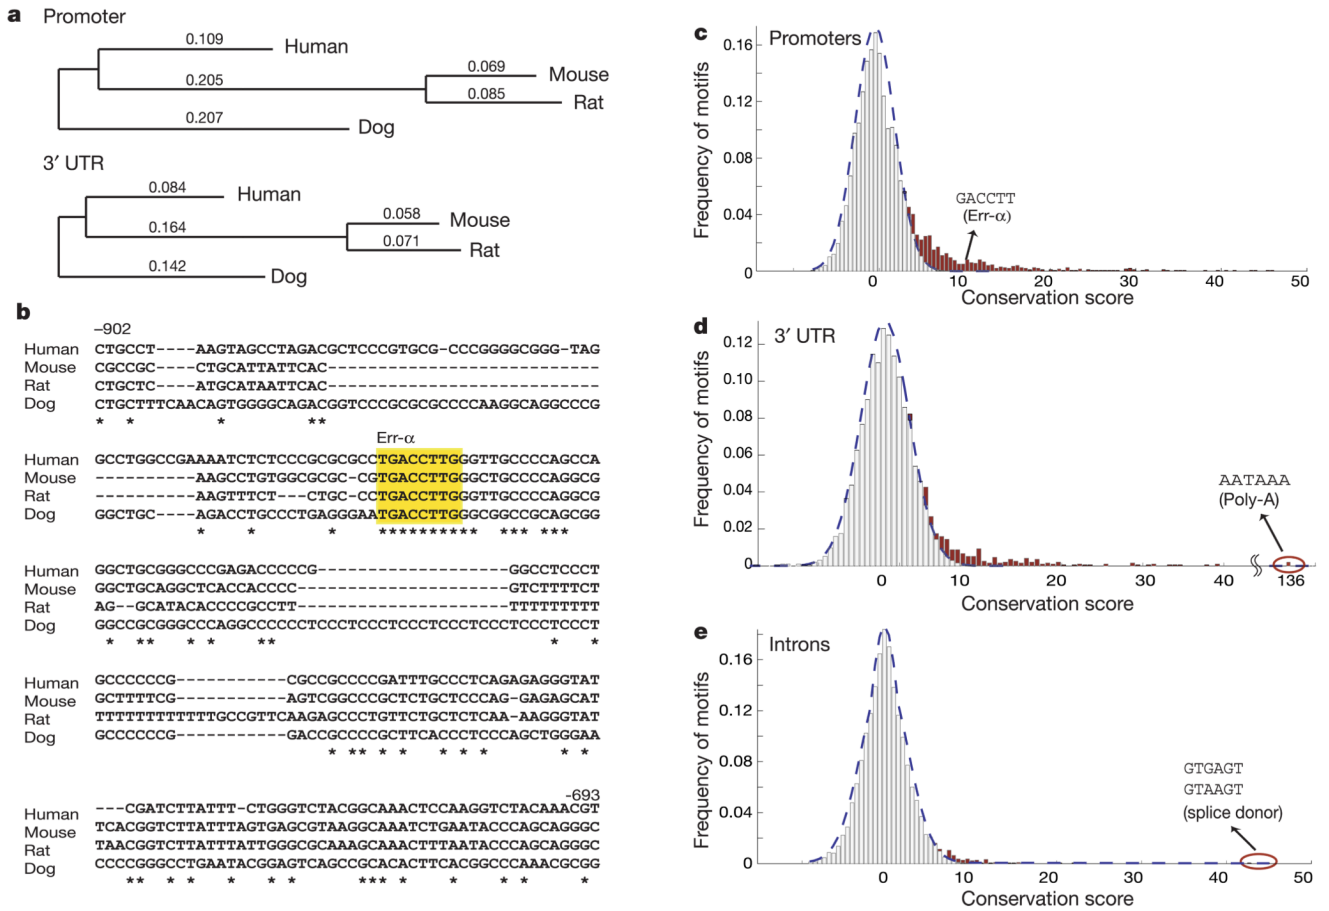 a Promoter
0.109 Human
0.069 Mouse
0.205
0.085 Rat
0.207 Dog
3′ UTR
0.084 Human
0.058 Mouse
0.164
0.071 Rat
0.142 Dog
b
–902
Human CTGCCT----AAGTAGCCTAGACGCTCCCGTGCG-CCCGGGGCGGG-TAG
Mouse CGCCGC----CTGCATTATTCAC---------------------------
Rat CTGCTC----ATGCATAATTCAC---------------------------
Dog CTGCTTTCAACAGTGGGGCAGACGGTCCCGCGCGCCCCAAGGCAGGCCCG
* * * **
Err-α
Human GCCTGGCCGAAAATCTCTCCCGCGCGCCTGACCTTGGGTTGCCCCAGCCA
Mouse ----------AAGCCTGTGGCGCGC-CGTGACCTTGGGCTGCCCCAGGCG
Rat ----------AAGTTTCT---CTGC-CCTGACCTTGGGTTGCCCCAGGCG
Dog GGCTGC----AGACCTGCCCTGAGGGAATGACCTTGGGCGGCCGCAGCGG
* * * ********** *** ***
Human GGCTGCGGGCCCGAGACCCCCG-------------------GGCCTCCCT
Mouse GGCTGCAGGCTCACCACCCC---------------------GTCTTTTCT
Rat AG--GCATACACCCCGCCTT---------------------TTTTTTTTT
Dog GGCCGCGGGCCCAGGCCCCCCTCCCTCCCTCCCTCCCTCCCTCCCTCCCT
* ** * * ** * *
Human GCCCCCCG-----------CGCCGCCCCGATTTGCCCTCAGAGAGGGTAT
Mouse GCTTTTCG-----------AGTCGGCCCGCTCTGCTCCCAG-GAGAGCAT
Rat TTTTTTTTTTTTGCCGTTCAAGAGCCCTGTTCTGCTCTCAA-AAGGGTAT
Dog GCCCCCCG-----------GACCGCCCCGCTTCACCCTCCCAGCTGGGAA
* ** * * * * * * *
-693
Human ---CGATCTTATTT-CTGGGTCTACGGCAAACTCCAAGGTCTACAAACGT
Mouse TCACGGTCTTATTTAGTGAGCGTAAGGCAAATCTGAATACCCAGCAGGGC
Rat TAACGGTCTTATTTATTGGGCGCAAAGCAAACTTTAATACCCAGCAGGGC
Dog CCCCGGGCCTGAATACGGAGTCAGCCGCACACACTTCACGGCCCAAACGCGG
** * * * * * *** * * * *
c Promoters
Frequency of motifs
0.16
0.12
0.08
0.04
0
GACCTT
(Err-α)
0 10 20 30 40 50
Conservation score
d 3′ UTR
Frequency of motifs
0.12
0.10
0.08
0.06
0.04
0.02
0
AATAAA
(Poly-A)
0 10 20 30 40 136
Conservation score
e Introns
Frequency of motifs
0.16
0.12
0.08
0.04
0
GTGAGT
GTAAGT
(splice donor)
0 10 20 30 40 50
Conservation score